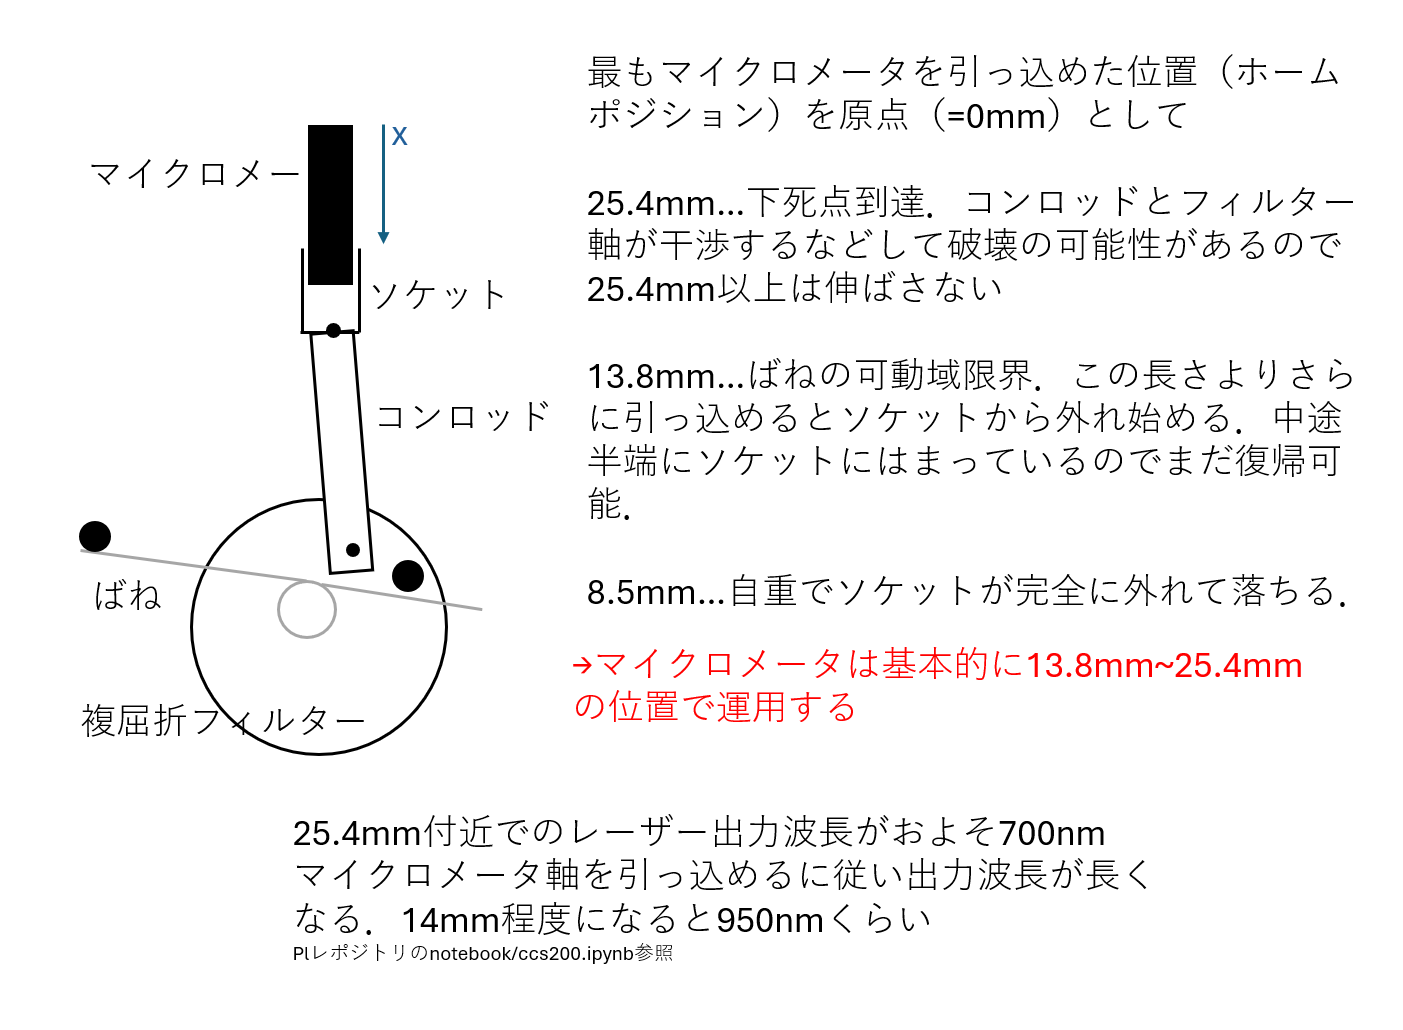 最もマイクロメータを引っ込めた位置（ホーム
ポジション）を原点（=0mm）として
マイクロメー
x
25.4mm…下死点到達．コンロッドとフィルター
軸が干渉するなどして破壊の可能性があるので
25.4mm以上は伸ばさない
ソケット
13.8mm…ばねの可動域限界．この長さよりさら
に引っ込めるとソケットから外れ始める．中途
半端にソケットにはまっているのでまだ復帰可
能．
コンロッド
8.5mm…自重でソケットが完全に外れて落ちる．
ばね
→マイクロメータは基本的に13.8mm~25.4mm
の位置で運用する
複屈折フィルター
25.4mm付近でのレーザー出力波長がおよそ700nm
マイクロメータ軸を引っ込めるに従い出力波長が長く
なる．14mm程度になると950nmくらい
Plレポジトリのnotebook/ccs200.ipynb参照